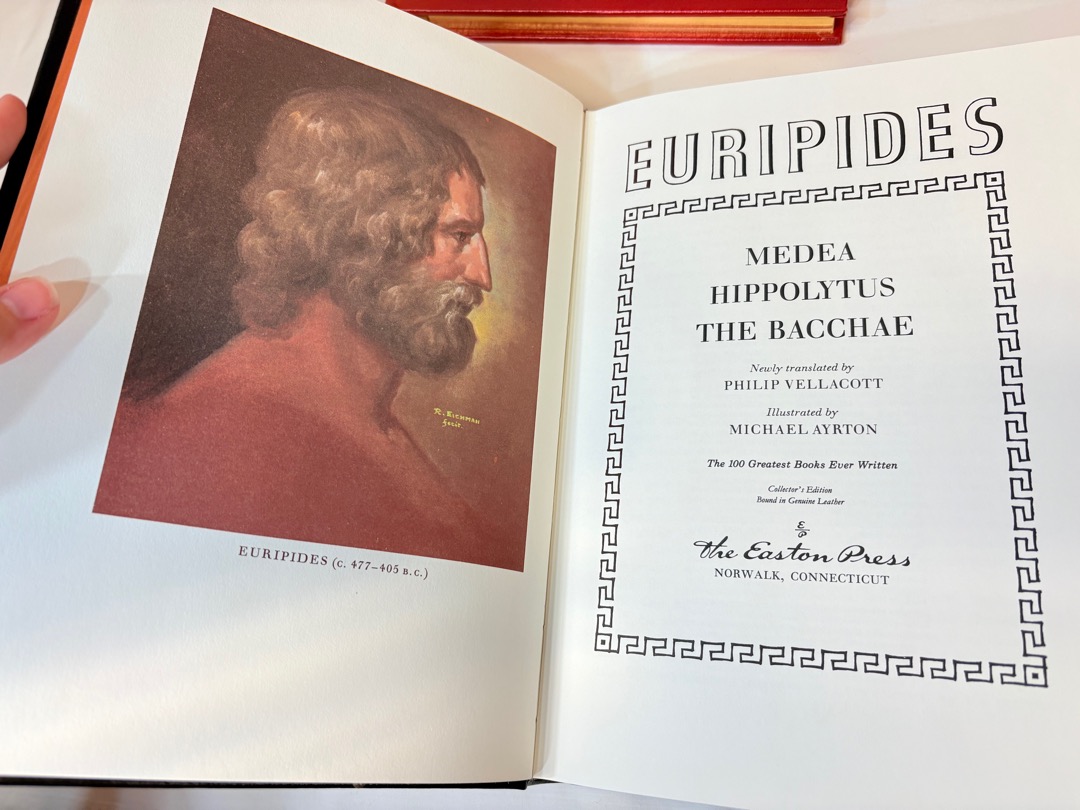 R. EICHMAN
fecit.
EURIPIDES (C. 477–405 B.C.)
EURIPIDES
MEDEA
HIPPOLYTUS
THE BACCHAE
Newly translated by
PHILIP VELLACOTT
Illustrated by
MICHAEL AYRTON
The 100 Greatest Books Ever Written
Collector's Edition
Bound in Genuine Leather
The Easton Press
NORWALK, CONNECTICUT